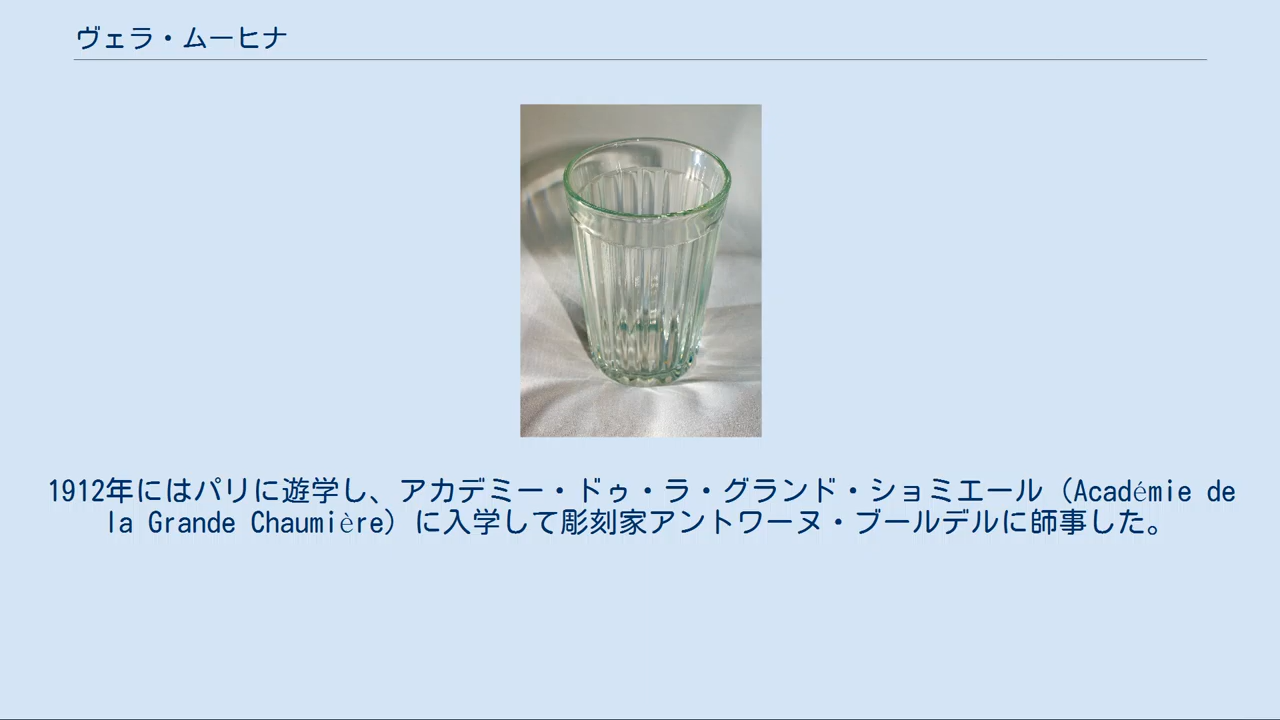 ヴェラ・ムーヒナ
1912年にはパリに遊学し、アカデミー・ドゥ・ラ・グランド・ショミエール（Académie de
la Grande Chaumière）に入学して彫刻家アントワーヌ・ブールデルに師事した。